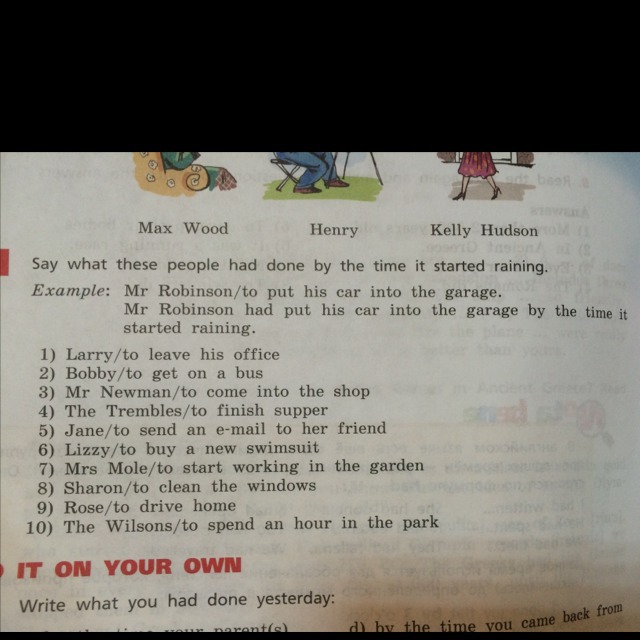 Max Wood Henry Kelly Hudson
Say what these people had done by the time it started raining.
Example: Mr Robinson/to put his car into the garage.
Mr Robinson had put his car into the garage by the time it
started raining.
1) Larry/to leave his office
2) Bobby/to get on a bus
3) Mr Newman/to come into the shop
4) The Trembles/to finish supper
5) Jane/to send an e-mail to her friend
6) Lizzy/to buy a new swimsuit
7) Mrs Mole/to start working in the garden
8) Sharon/to clean the windows
9) Rose/to drive home
10) The Wilsons/to spend an hour in the park
IT ON YOUR OWN
Write what you had done yesterday:
your parent(s) d) by the time you came back from